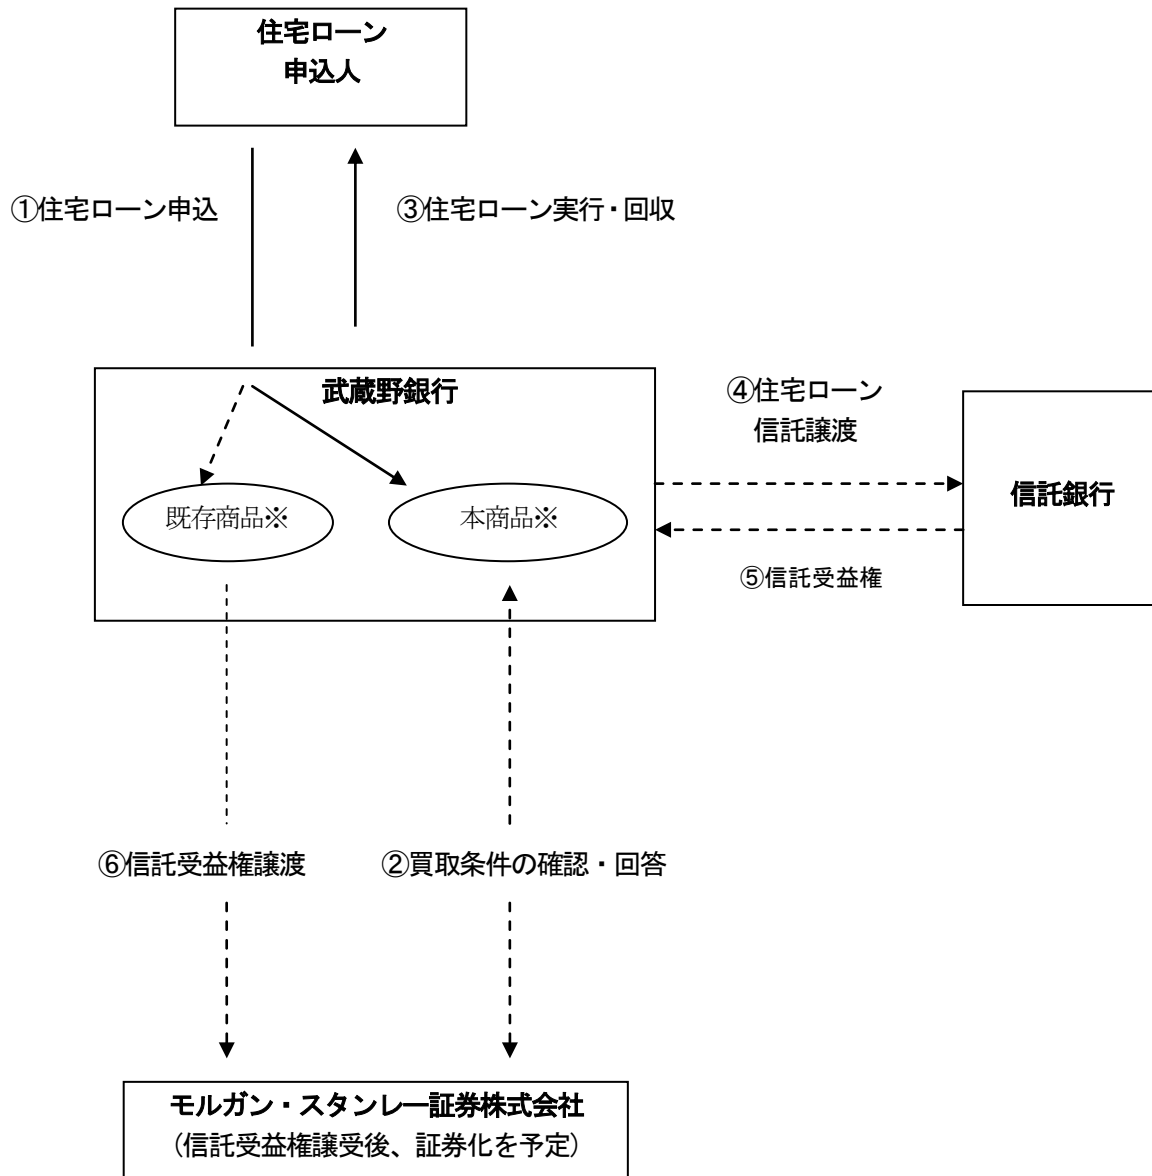 住宅ローン
申込人
①住宅ローン申込
③住宅ローン実行・回収
武蔵野銀行
既存商品※
本商品※
④住宅ローン
信託譲渡
⑤信託受益権
信託銀行
⑥信託受益権譲渡
②買取条件の確認・回答
モルガン・スタンレー証券株式会社
（信託受益権譲受後、証券化を予定）